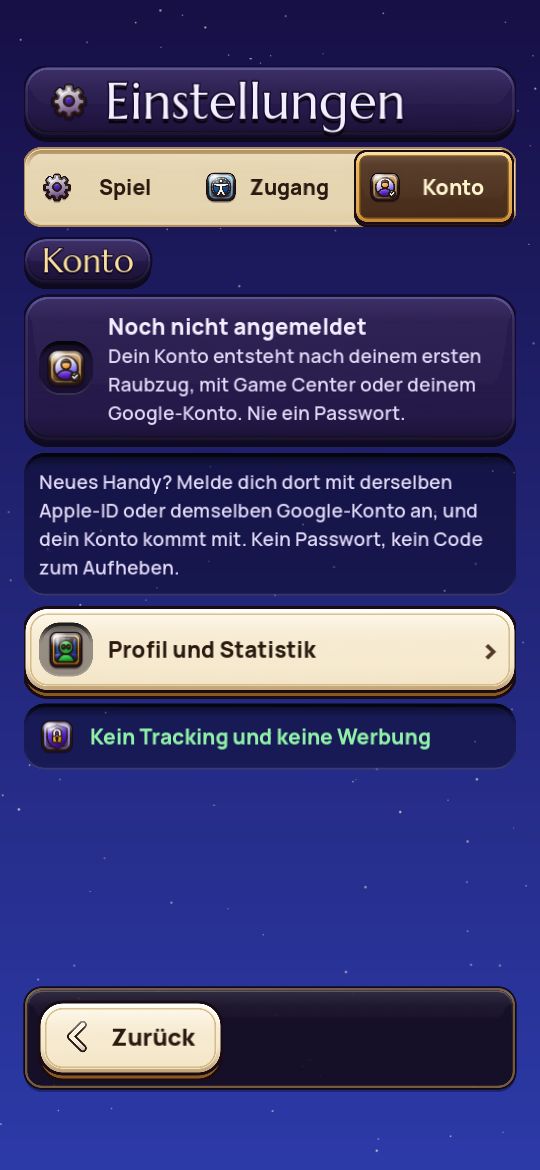 Einstellungen
Spiel
Zugang
Konto
Konto
Noch nicht angemeldet
Dein Konto entsteht nach deinem ersten
Raubzug, mit Game Center oder deinem
Google-Konto. Nie ein Passwort.
Neues Handy? Melde dich dort mit derselben
Apple-ID oder demselben Google-Konto an, und
dein Konto kommt mit. Kein Passwort, kein Code
zum Aufheben.
Profil und Statistik
Kein Tracking und keine Werbung
Zurück